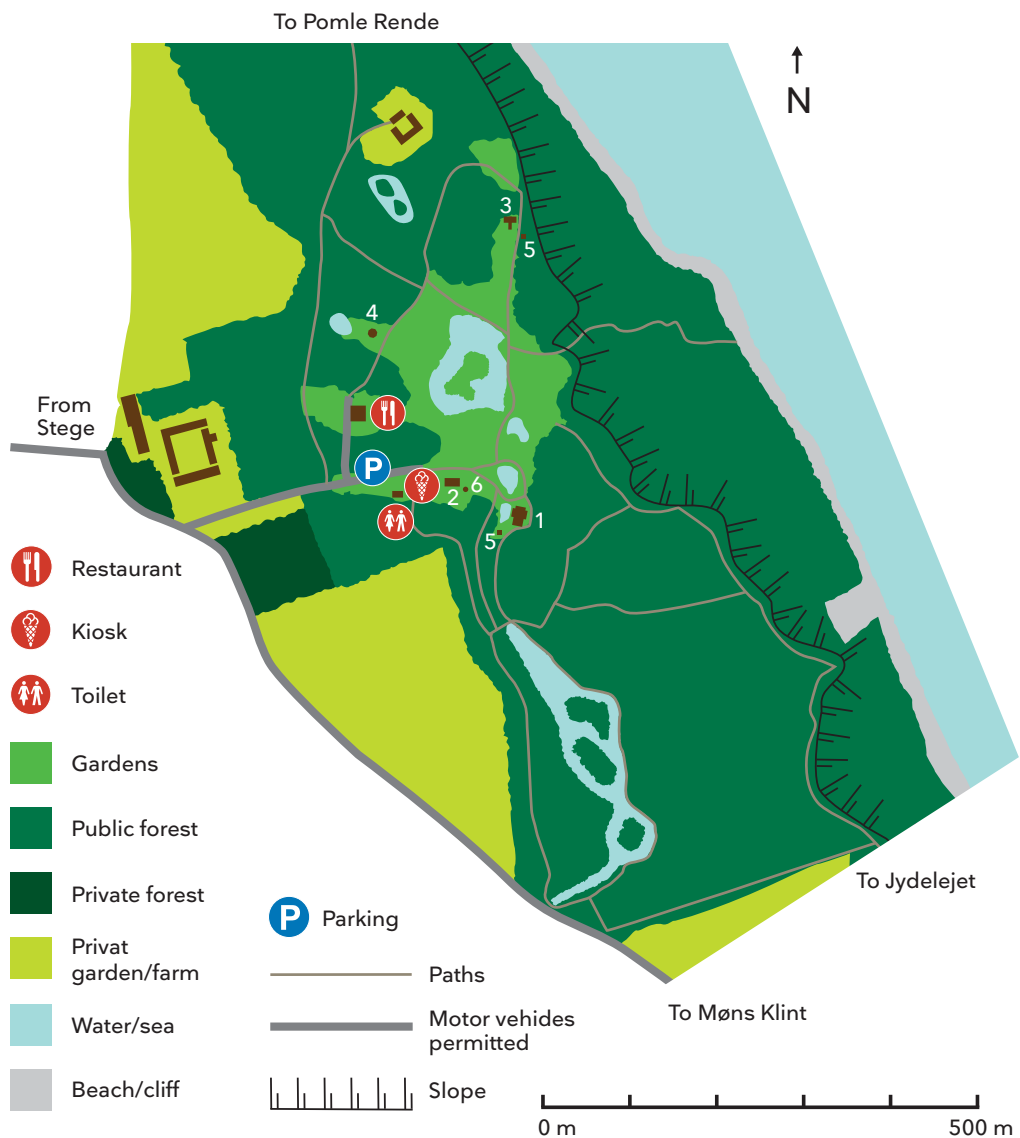 To Pomle Rende
N
3
5
4
From
Stege
P
2
6
1
5
Restaurant
Kiosk
Toilet
Gardens
Public forest
Private forest
Privat
garden/farm
Water/sea
Beach/cliff
P
Parking
Paths
Motor vehides
permitted
Slope
To Jydelejet
To Møns Klint
0 m
500 m